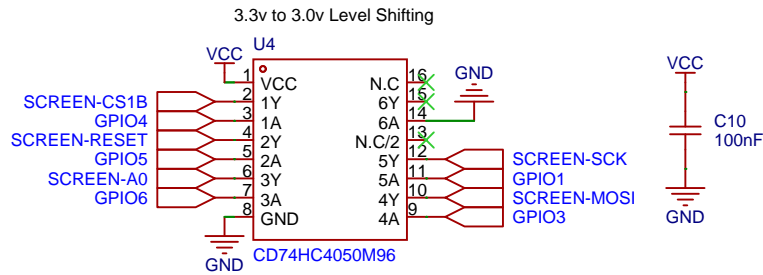 3.3v to 3.0v Level Shifting
U4
VCC
1 VCC
SCREEN-CS1B 2 1Y
GPIO4 3 1A
SCREEN-RESET 4 2Y
GPIO5 5 2A
SCREEN-A0 6 3Y
GPIO6 7 3A
8 GND
GND
N.C 16
6Y 15
6A 14
GND
N.C/2 13
5Y 12 SCREEN-SCK
5A 11 GPIO1
4Y 10 SCREEN-MOSI
4A 9 GPIO3
CD74HC4050M96
VCC
C10
100nF
GND